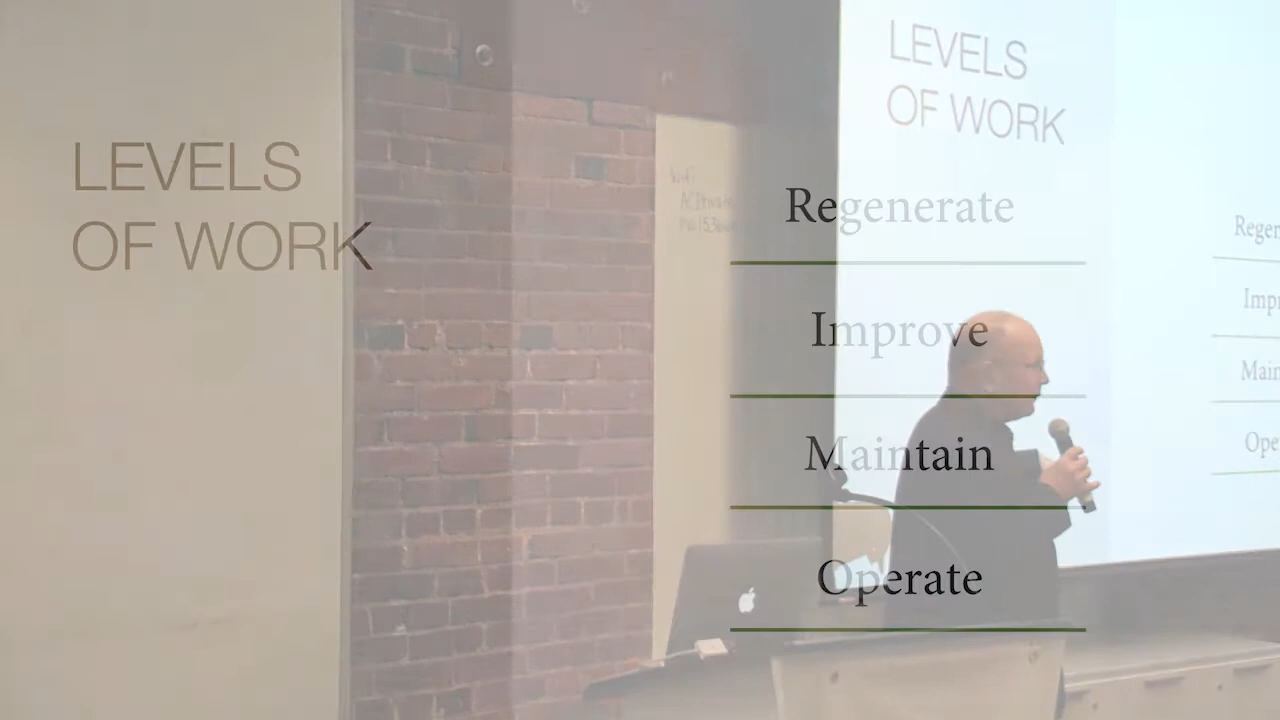 LEVELS
OF WORK
Regenerate
Improve
Maintain
Operate
LEVELS
OF WORK